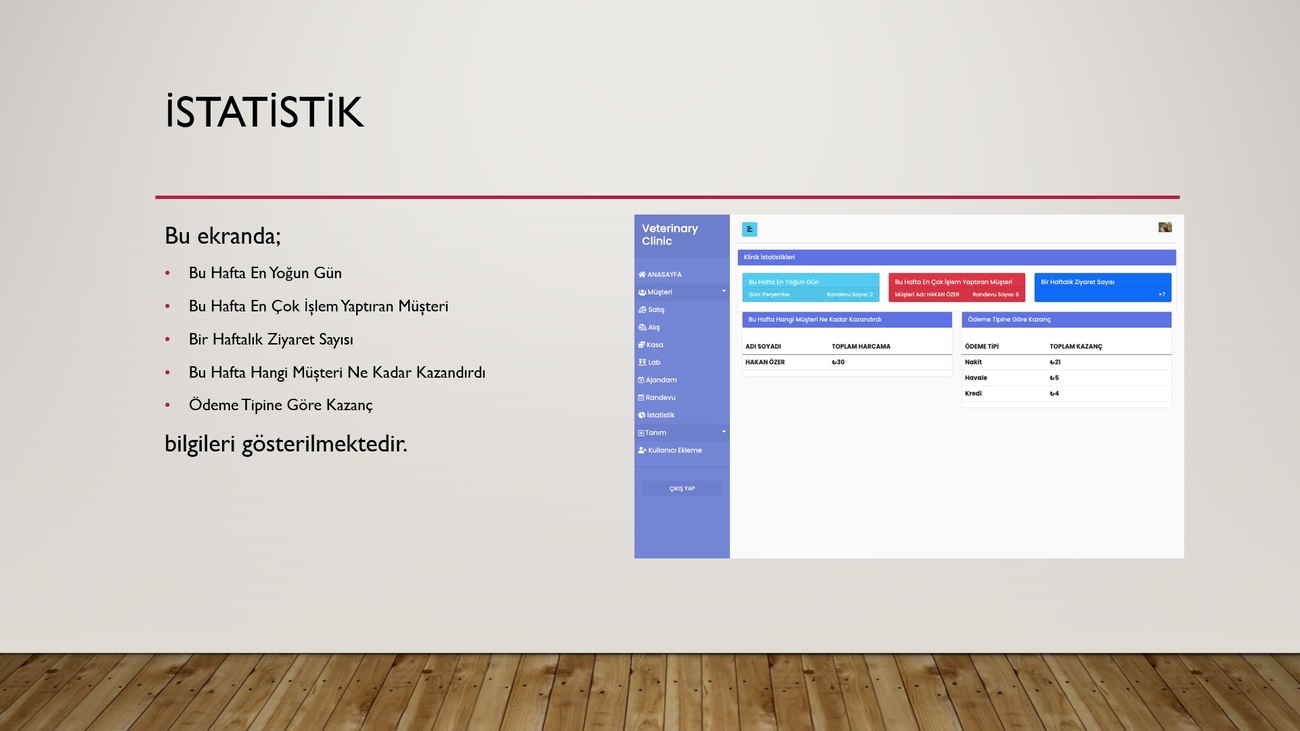 İSTATİSTİK
Bu ekranda;
• Bu Hafta En Yoğun Gün
• Bu Hafta En Çok İşlem Yaptıran Müşteri
• Bir Haftalık Ziyaret Sayısı
• Bu Hafta Hangi Müşteri Ne Kadar Kazandırdı
• Ödeme Tipine Göre Kazanç
bilgileri gösterilmektedir.
Veterinary
Clinic
ANASAYFA
Müşteri
Satış
Alış
Kasa
Lab
Ajandam
Randevu
İstatistik
Tanım
Kullanıcı Ekleme
ÇIKIŞ YAP
Klinik İstatistikleri
Bu Hafta En Yoğun Gün
Gün: Perşembe Randevu Sayısı: 2
Bu Hafta En Çok İşlem Yaptıran Müşteri
Müşteri Adı: HAKAN ÖZER Randevu Sayısı: 6
Bir Haftalık Ziyaret Sayısı
+7
Bu Hafta Hangi Müşteri Ne Kadar Kazandırdı
ADI SOYADI TOPLAM HARCAMA
HAKAN ÖZER ₺30
Ödeme Tipine Göre Kazanç
ÖDEME TİPİ TOPLAM KAZANÇ
Nakit ₺21
Havale ₺5
Kredi ₺4